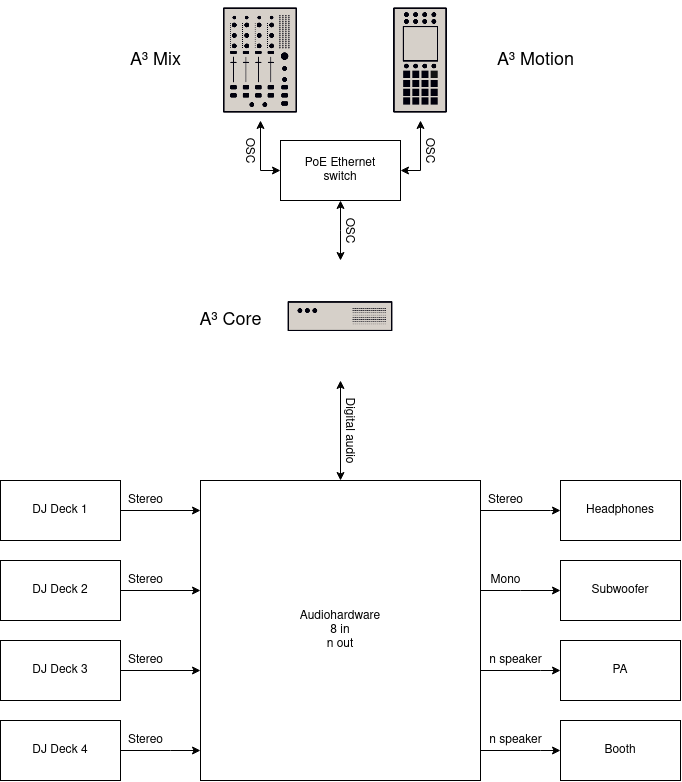 A³ Mix
A³ Motion
OSC
OSC
PoE Ethernet
switch
OSC
A³ Core
Digital audio
DJ Deck 1
Stereo
Stereo
Headphones
DJ Deck 2
Stereo
Mono
Subwoofer
Audiohardware
8 in
n out
DJ Deck 3
Stereo
n speaker
PA
DJ Deck 4
Stereo
n speaker
Booth